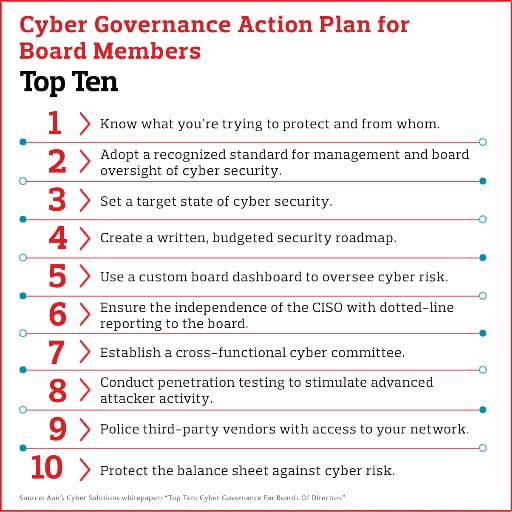 Cyber Governance Action Plan for
Board Members
Top Ten
1 Know what you're trying to protect and from whom.
2 Adopt a recognized standard for management and board
oversight of cyber security.
3 Set a target state of cyber security.
4 Create a written, budgeted security roadmap.
5 Use a custom board dashboard to oversee cyber risk.
6 Ensure the independence of the CISO with dotted-line
reporting to the board.
7 Establish a cross-functional cyber committee.
8 Conduct penetration testing to stimulate advanced
attacker activity.
9 Police third-party vendors with access to your network.
10 Protect the balance sheet against cyber risk.
Source: Aon's Cyber Solutions whitepaper: "Top Ten: Cyber Governance For Boards Of Directors"